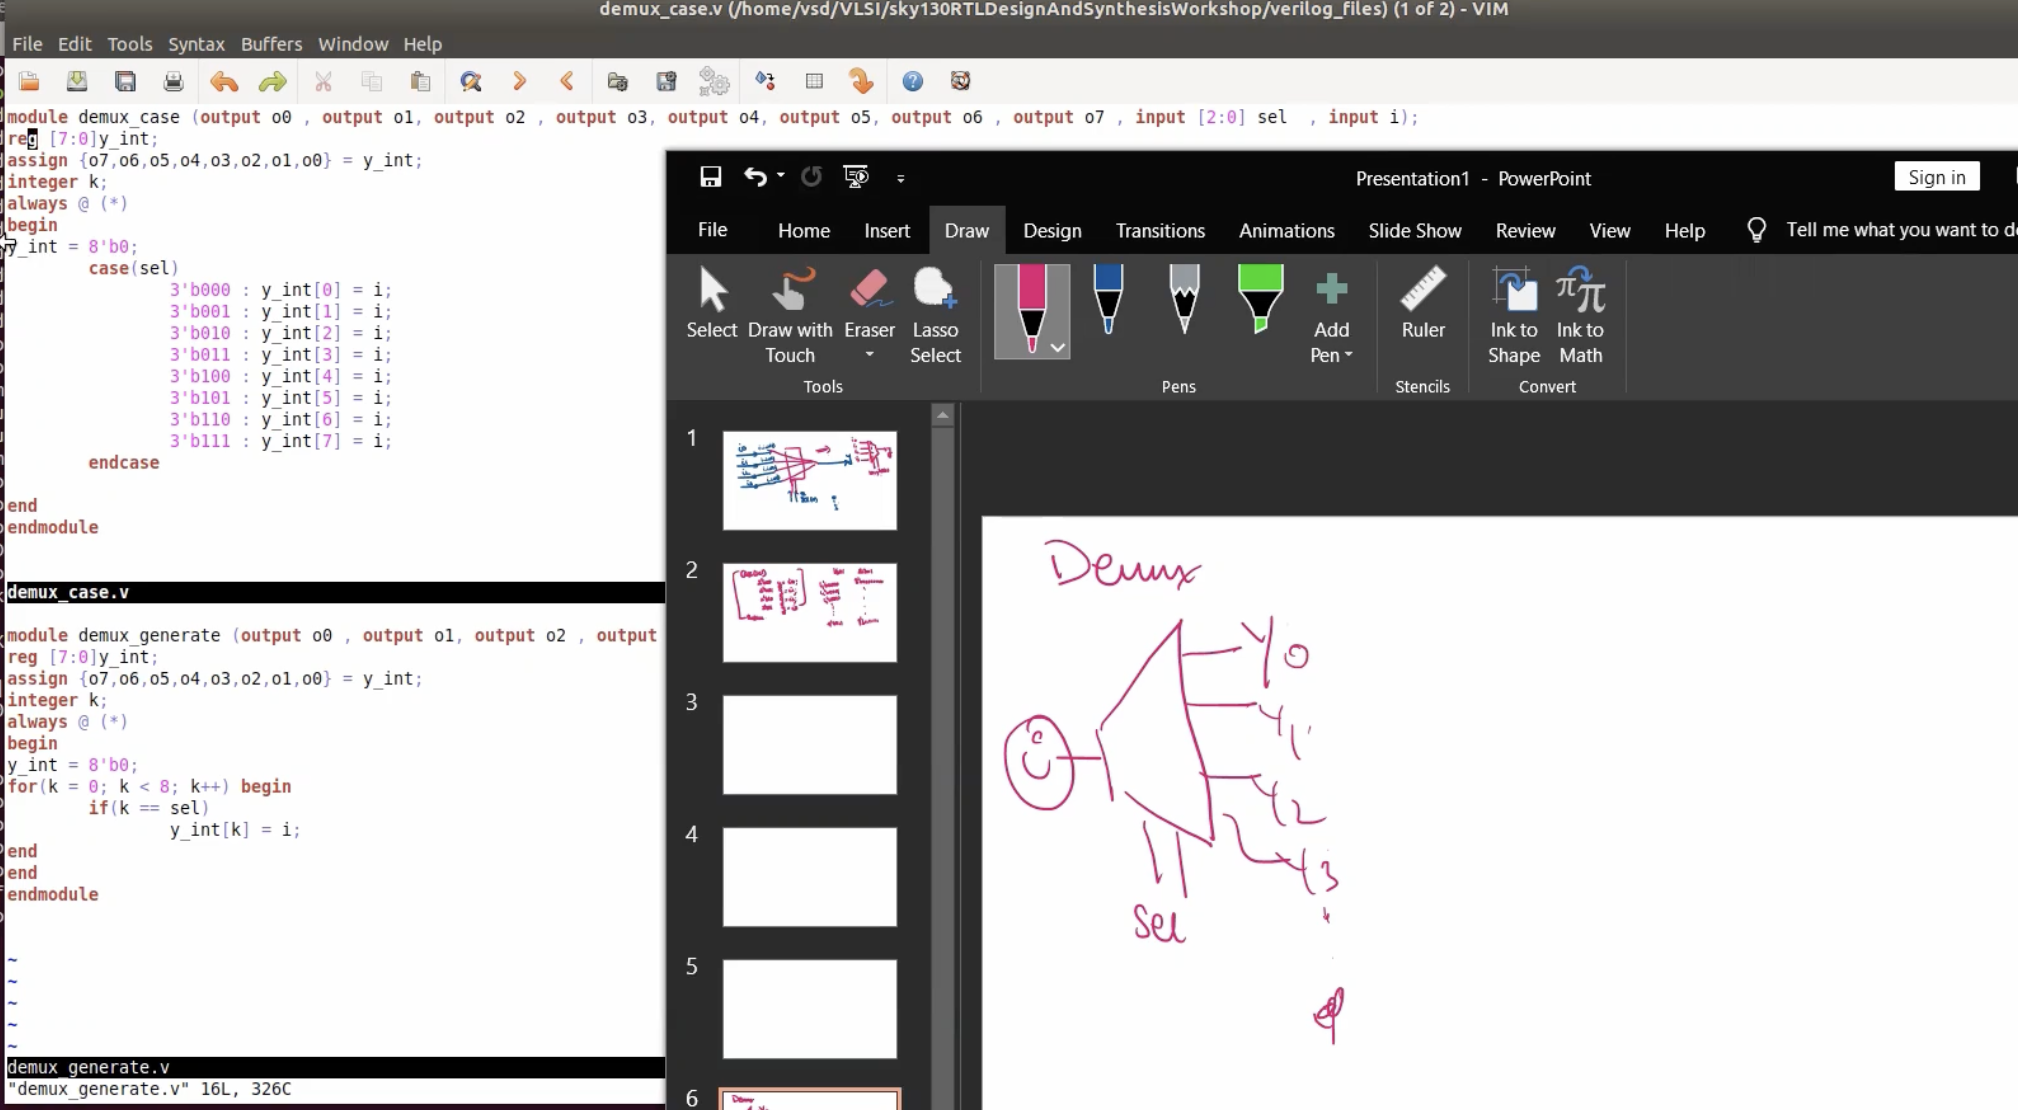 demux_case.v (/home/vsd/VLSI/sky130RTLDesignAndSynthesisWorkshop/verilog_files) (1 of 2) - VIM
File Edit Tools Syntax Buffers Window Help
module demux_case (output o0 , output o1, output o2 , output o3, output o4, output o5, output o6 , output o7 , input [2:0] sel  , input i);
reg [7:0]y_int;
assign {o7,o6,o5,o4,o3,o2,o1,o0} = y_int;
integer k;
always @ (*)
begin
y_int = 8'b0;
case(sel)
3'b000 : y_int[0] = i;
3'b001 : y_int[1] = i;
3'b010 : y_int[2] = i;
3'b011 : y_int[3] = i;
3'b100 : y_int[4] = i;
3'b101 : y_int[5] = i;
3'b110 : y_int[6] = i;
3'b111 : y_int[7] = i;
endcase
end
endmodule
demux_case.v
module demux_generate (output o0 , output o1, output o2 , output
reg [7:0]y_int;
assign {o7,o6,o5,o4,o3,o2,o1,o0} = y_int;
integer k;
always @ (*)
begin
y_int = 8'b0;
for(k = 0; k < 8; k++) begin
if(k == sel)
y_int[k] = i;
end
end
endmodule
~
~
~
~
~
demux_generate.v
"demux_generate.v" 16L, 326C
Presentation1 - PowerPoint
Sign in
File Home Insert Draw Design Transitions Animations Slide Show Review View Help Tell me what you want to do
Select
Draw with Touch
Eraser
Lasso Select
Add Pen
Ruler
Ink to Shape
Ink to Math
Tools Pens Stencils Convert
1
2
3
4
5
6
Demux
Y0
Y1
i
Y2
Y3
Sel